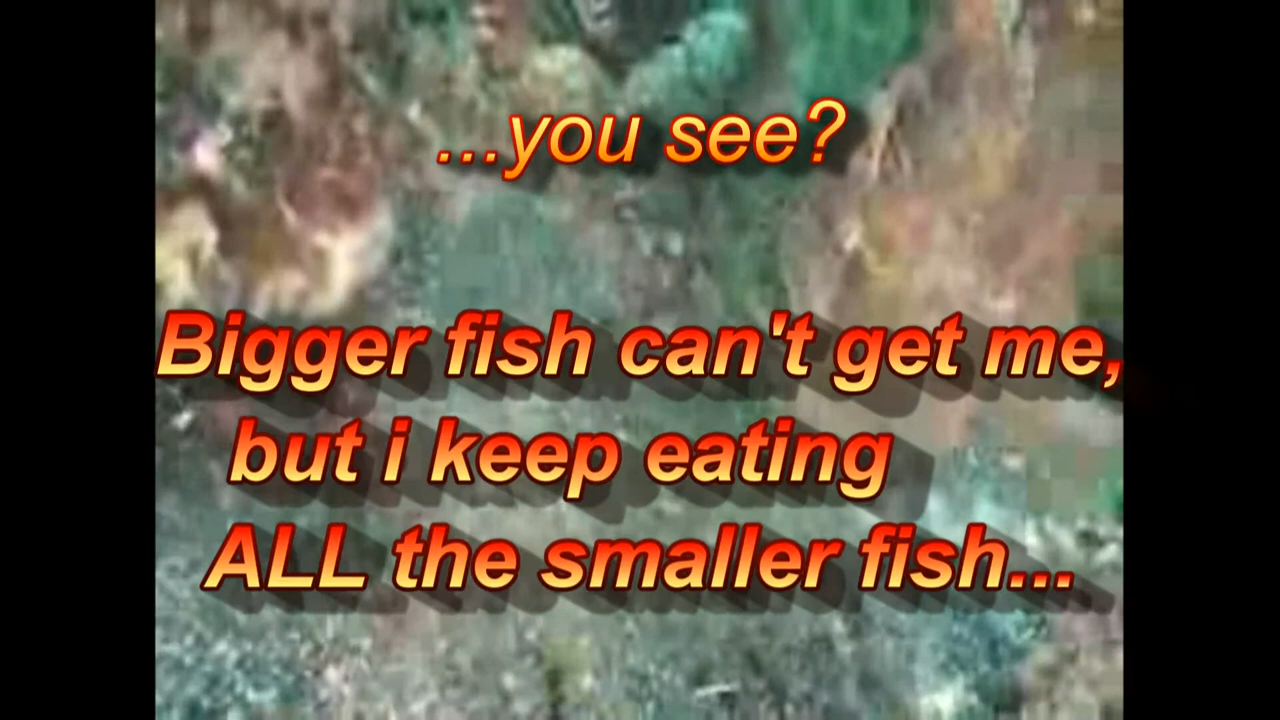 ...you see?
Bigger fish can't get me,
but i keep eating
ALL the smaller fish...